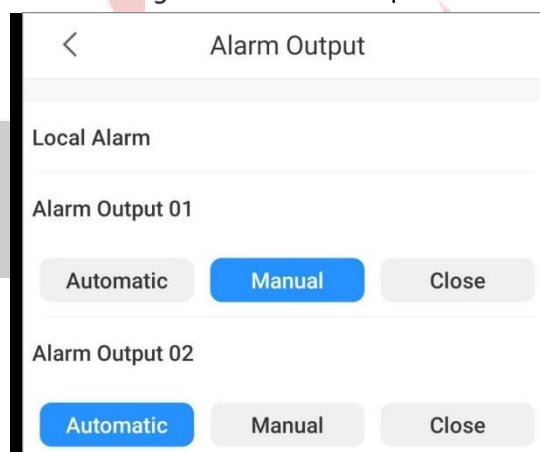 Alarm Output
Local Alarm
Alarm Output 01
Automatic Manual Close
Alarm Output 02
Automatic Manual Close